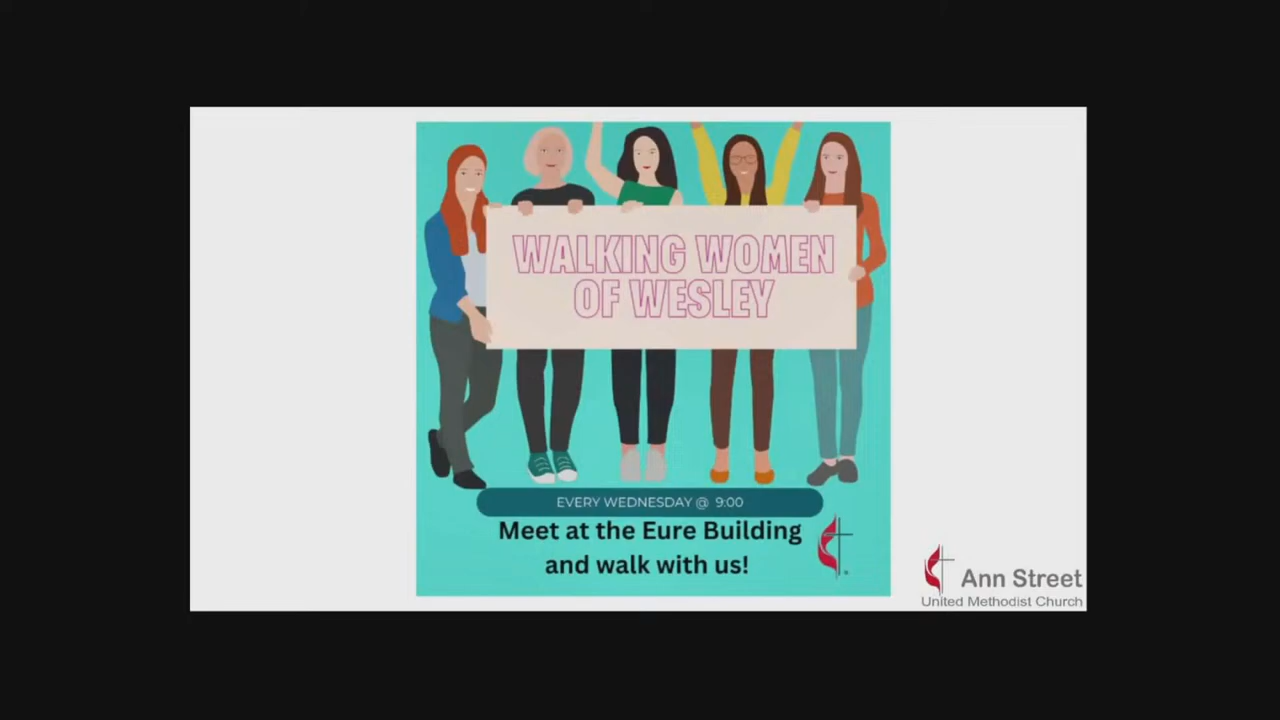 WALKING WOMEN
OF WESLEY
EVERY WEDNESDAY @ 9:00
Meet at the Eure Building
and walk with us!
Ann Street
United Methodist Church